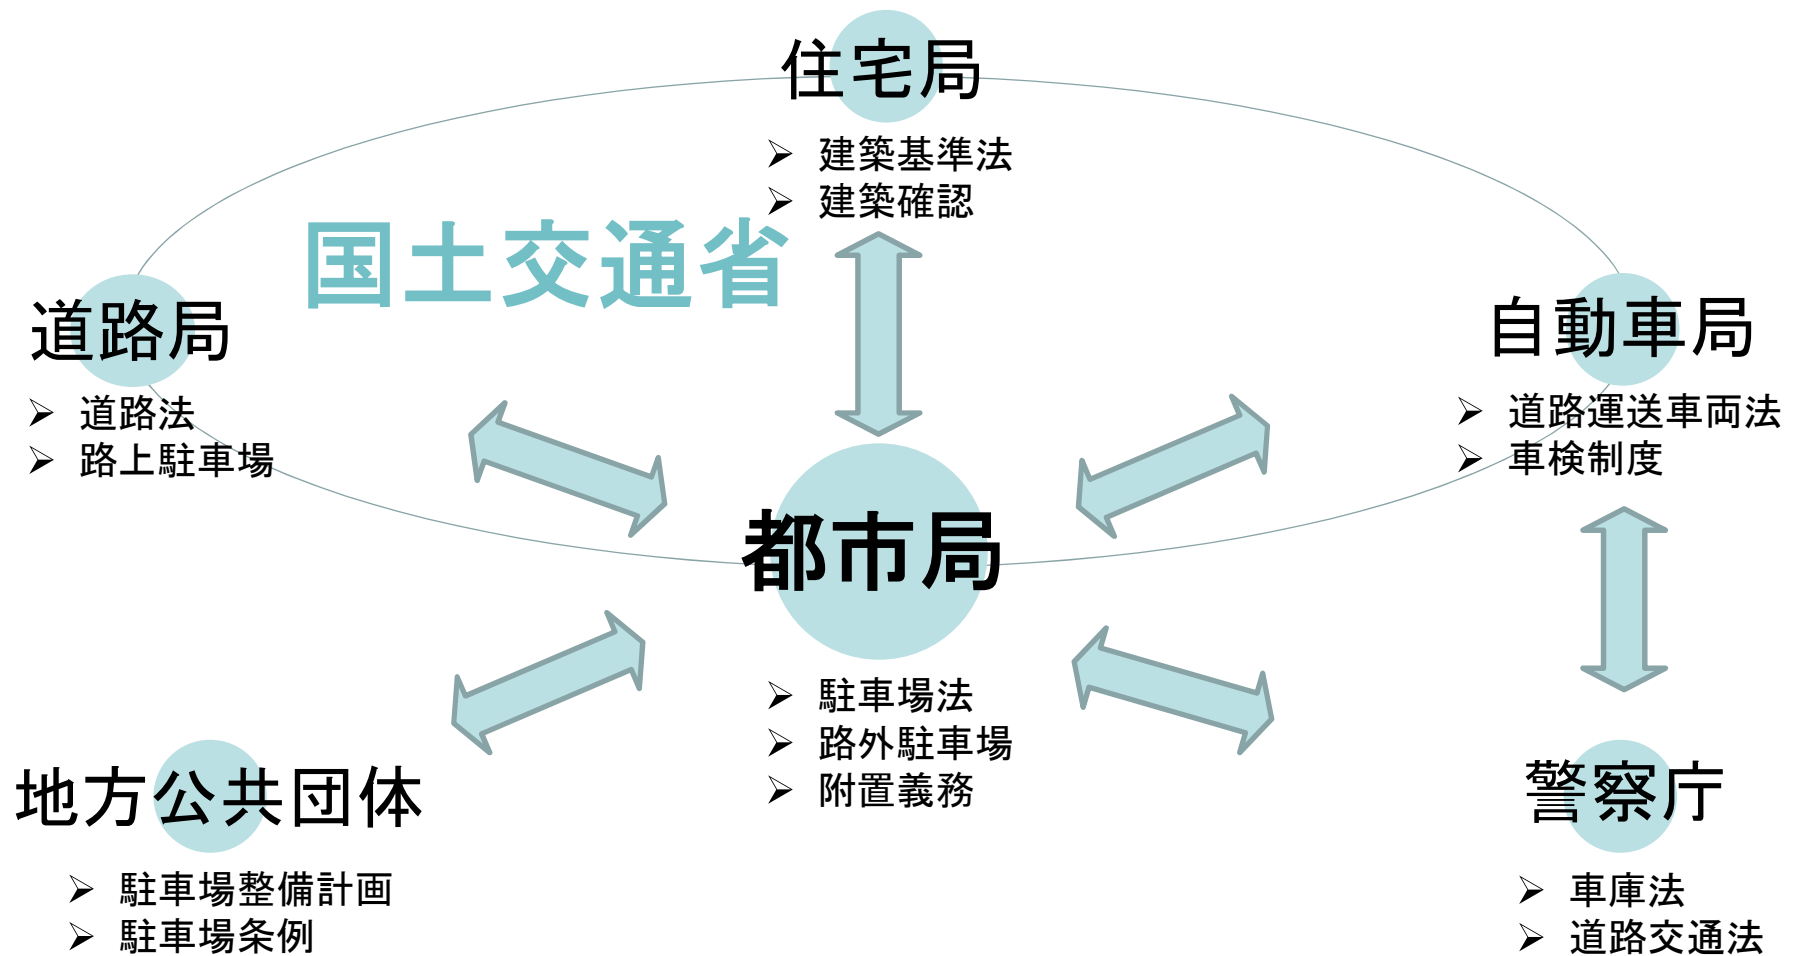 住宅局
➢ 建築基準法
➢ 建築確認
国土交通省
道路局
➢ 道路法
➢ 路上駐車場
自動車局
➢ 道路運送車両法
➢ 車検制度
都市局
➢ 駐車場法
➢ 路外駐車場
➢ 附置義務
地方公共団体
➢ 駐車場整備計画
➢ 駐車場条例
警察庁
➢ 車庫法
➢ 道路交通法